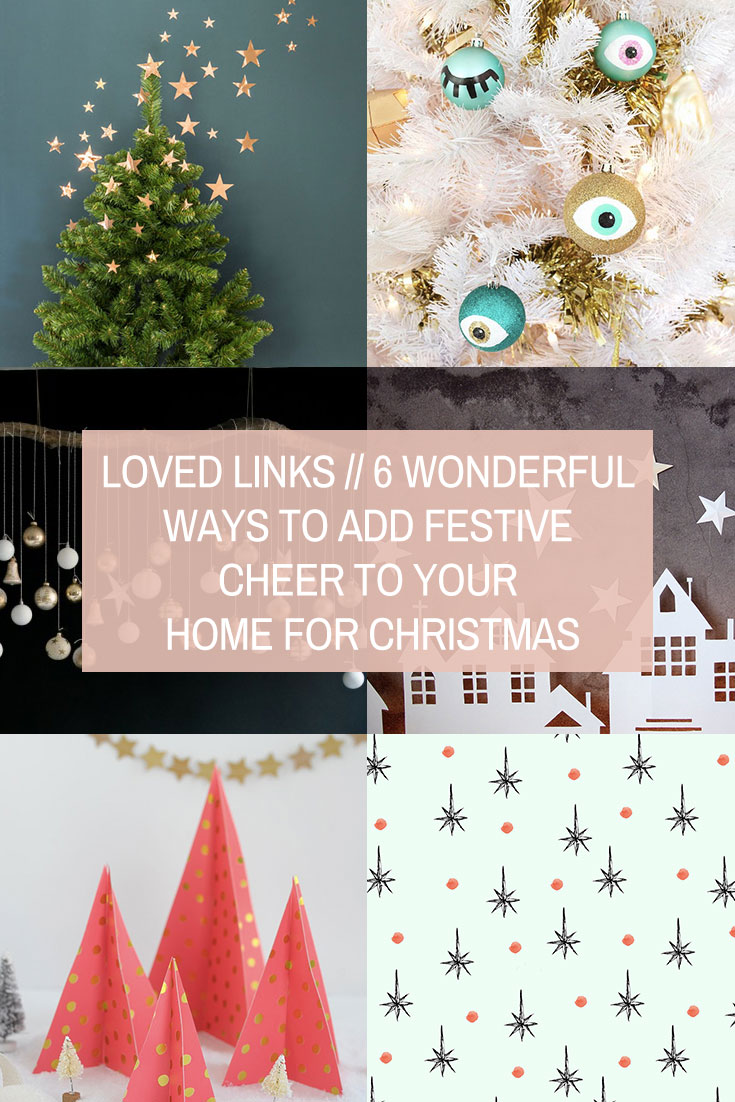 LOVED LINKS // 6 WONDERFUL
WAYS TO ADD FESTIVE
CHEER TO YOUR
HOME FOR CHRISTMAS